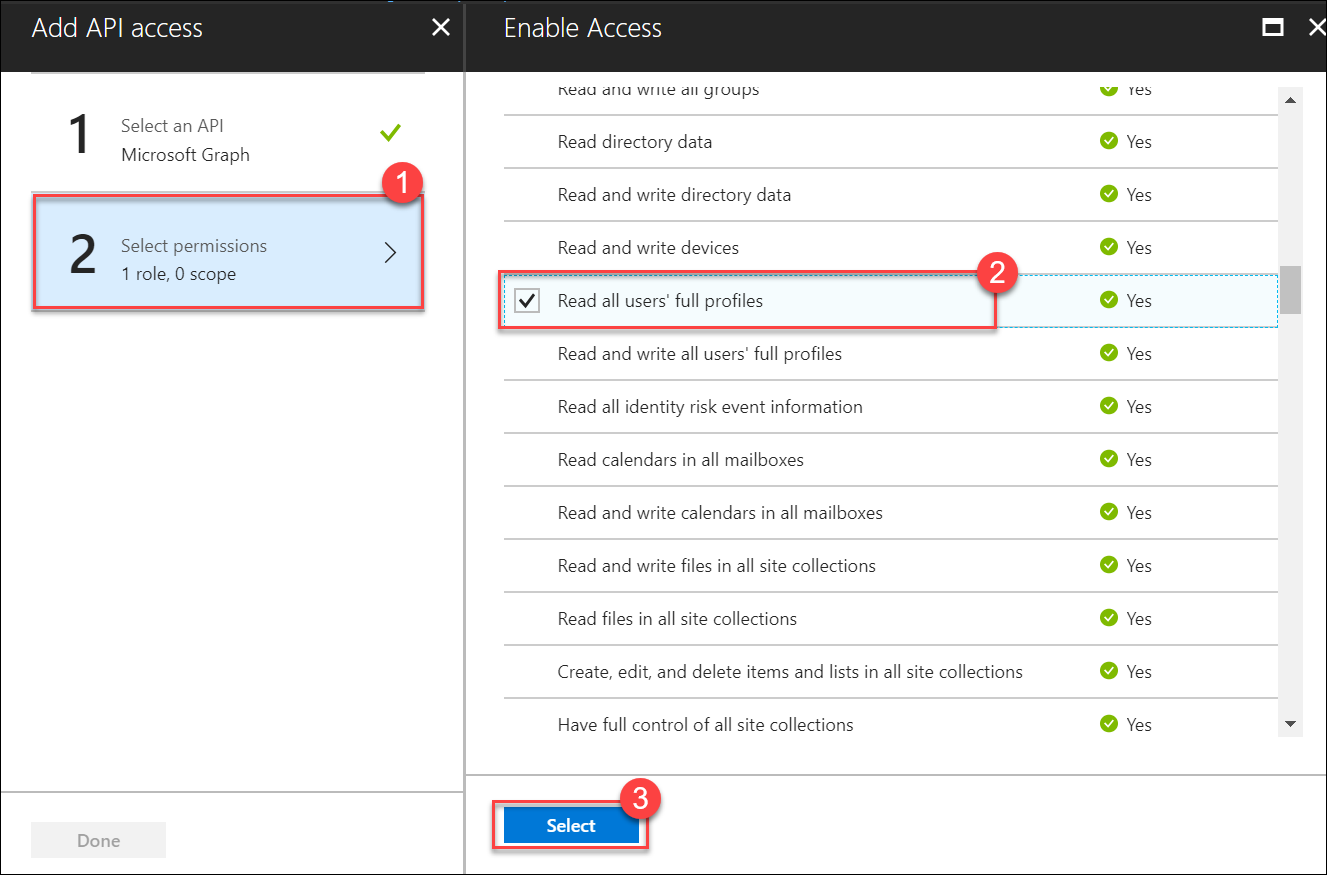 Add API access
Enable Access
1
Select an API
Microsoft Graph
1
2
Select permissions
1 role, 0 scope
Done
Read and write all groups Yes
Read directory data Yes
Read and write directory data Yes
Read and write devices Yes
2
Read all users' full profiles Yes
Read and write all users' full profiles Yes
Read all identity risk event information Yes
Read calendars in all mailboxes Yes
Read and write calendars in all mailboxes Yes
Read and write files in all site collections Yes
Read files in all site collections Yes
Create, edit, and delete items and lists in all site collections Yes
Have full control of all site collections Yes
3
Select